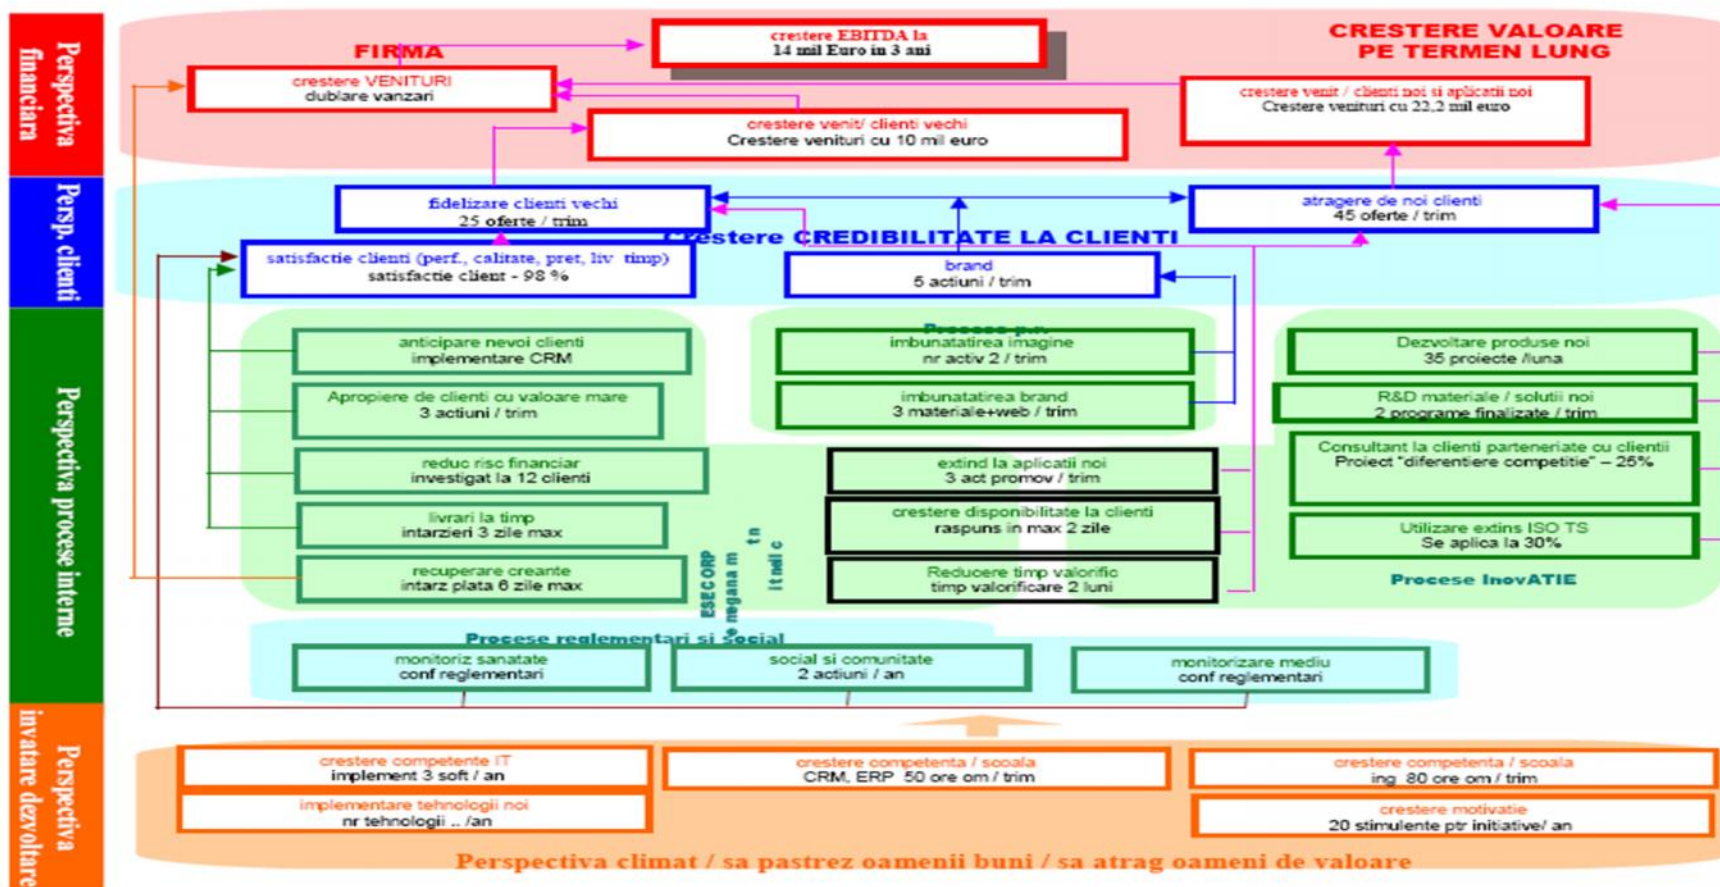 Perspectiva
financiara
FIRMA
crestere EBITDA la
14 mil Euro in 3 ani
CRESTERE VALOARE
PE TERMEN LUNG
crestere VENITURI
dublare vanzari
crestere venit / clienti noi si aplicatii noi
Crestere venituri cu 22,2 mil euro
crestere venit/ clienti vechi
Crestere venituri cu 10 mil euro
Persp. clienti
fidelizare clienti vechi
25 oferte / trim
atragere de noi clienti
45 oferte / trim
Crestere CREDIBILITATE LA CLIENTI
satisfactie clienti (perf., calitate, pret, liv timp)
satisfactie client - 98 %
brand
5 actiuni / trim
Perspectiva procese interne
anticipare nevoi clienti
implementare CRM
Apropiere de clienti cu valoare mare
3 actiuni / trim
reduc risc financiar
investigat la 12 clienti
livrari la timp
intarzieri 3 zile max
recuperare creante
intarz plata 6 zile max
Procese p.r.
imbunatatirea imagine
nr activ 2 / trim
imbunatatirea brand
3 materiale+web / trim
extind la aplicatii noi
3 act promov / trim
crestere disponibilitate la clienti
raspuns in max 2 zile
Reducere timp valorific
timp valorificare 2 luni
ESECORP
Dezvoltare produse noi
35 proiecte /luna
R&D materiale / solutii noi
2 programe finalizate / trim
Consultant la clienti parteneriate cu clientii
Proiect "diferentiere competitie" – 25%
Utilizare extins ISO TS
Se aplica la 30%
Procese InovATIE
Procese reglementari si social
monitoriz sanatate
conf reglementari
social si comunitate
2 actiuni / an
monitorizare mediu
conf reglementari
Perspectiva
invatare dezvoltare
crestere competente IT
implement 3 soft / an
crestere competenta / scoala
CRM, ERP 50 ore om / trim
crestere competenta / scoala
ing 80 ore om / trim
implementare tehnologii noi
nr tehnologii .. /an
crestere motivatie
20 stimulente ptr initiative/ an
Perspectiva climat / sa pastrez oamenii buni / sa atrag oameni de valoare